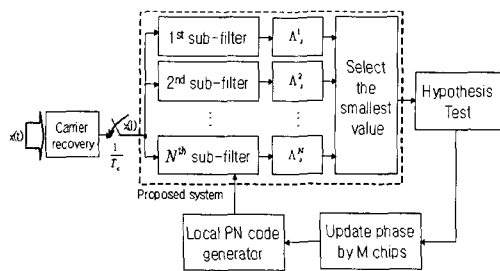 1st sub-filter
Λ¹ₛ
2nd sub-filter
Λ²ₛ
⋮
⋮
Nth sub-filter
Λᴺₛ
Select
the
smallest
value
Hypothesis
Test
x(t)
Carrier
recovery
x(l)
1/Tc
Proposed system
Local PN code
generator
Update phase
by M chips